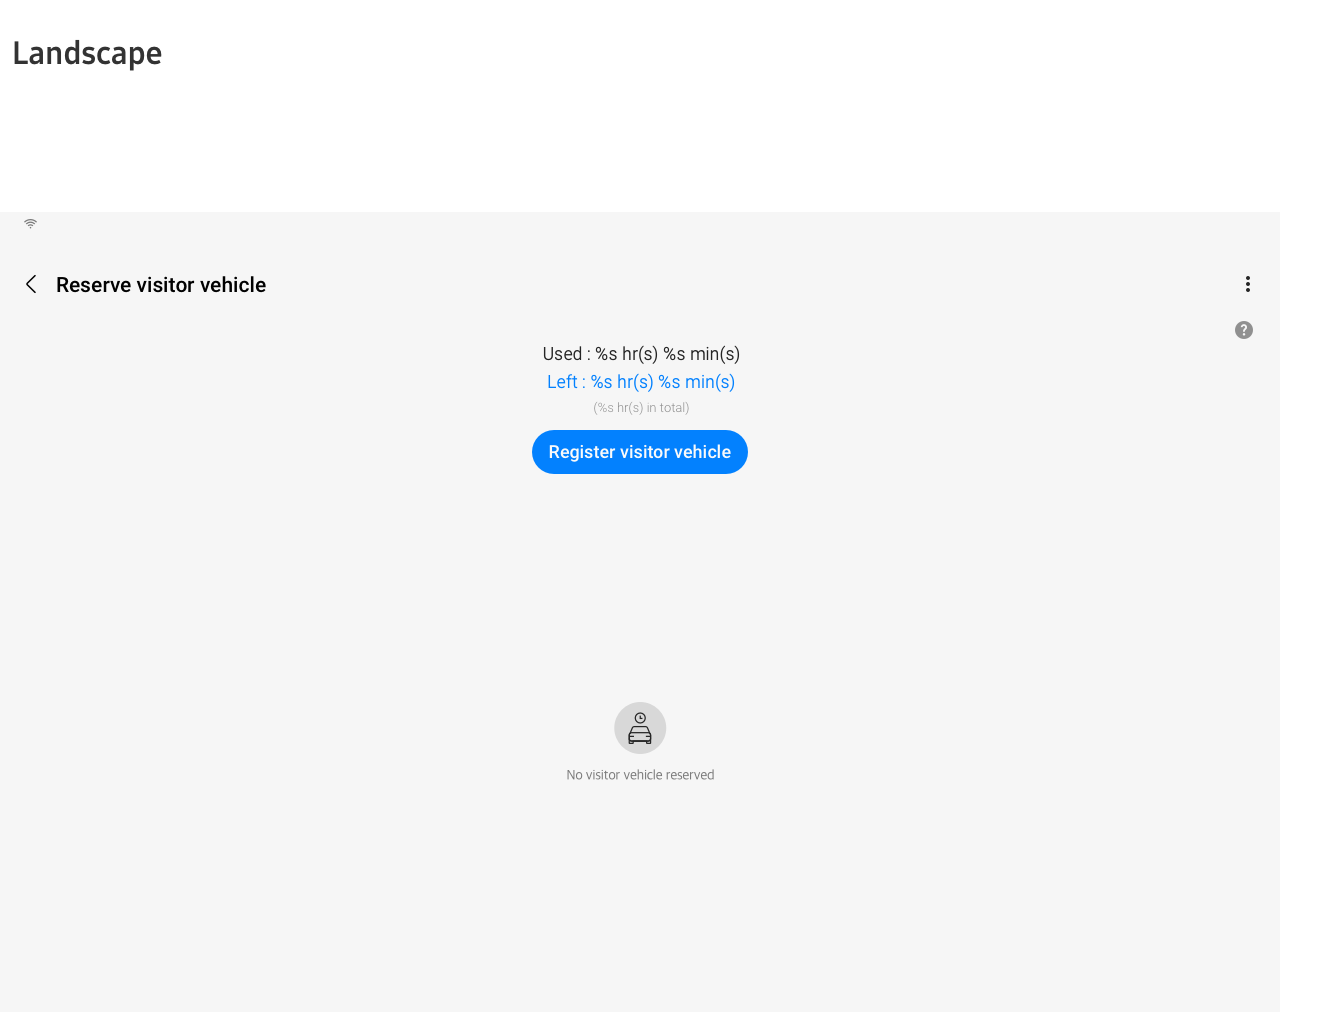 Landscape
Reserve visitor vehicle
?
Used : %s hr(s) %s min(s)
Left : %s hr(s) %s min(s)
(%s hr(s) in total)
Register visitor vehicle
No visitor vehicle reserved